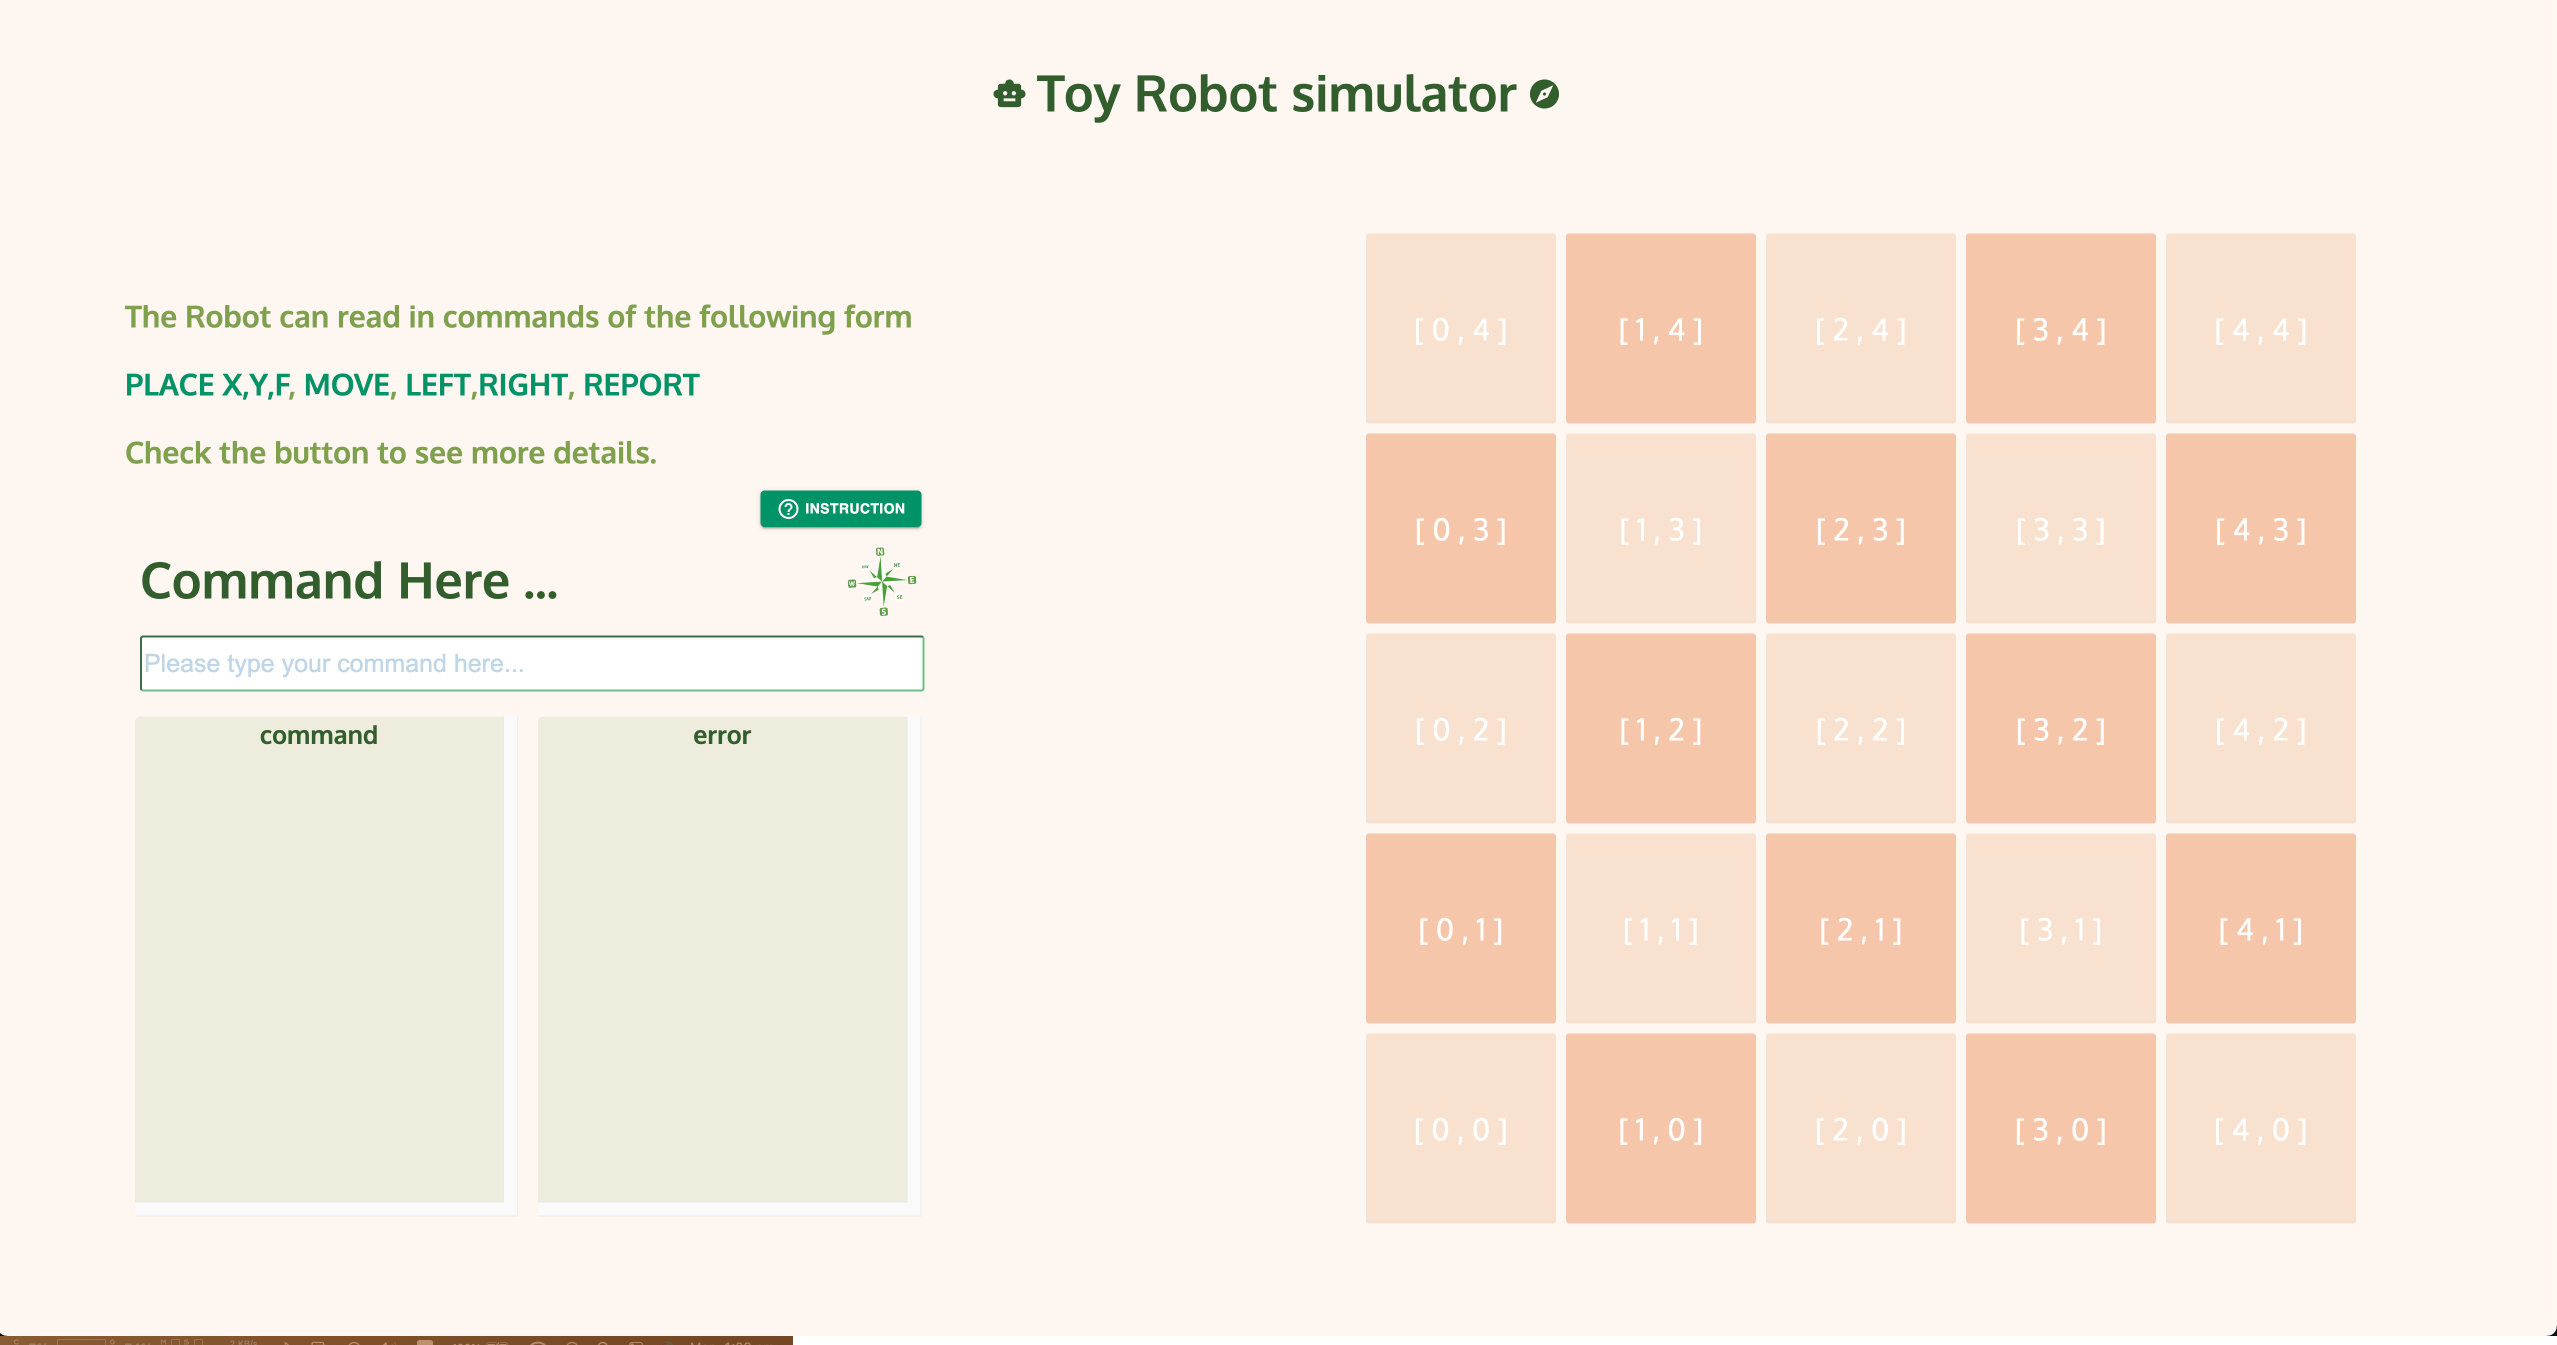 Toy Robot simulator
The Robot can read in commands of the following form
PLACE X,Y,F, MOVE, LEFT,RIGHT, REPORT
Check the button to see more details.
INSTRUCTION
Command Here ...
N
NW NE
W E
SW SE
S
Please type your command here...
command error
[ 0 , 4 ] [ 1 , 4 ] [ 2 , 4 ] [ 3 , 4 ] [ 4 , 4 ]
[ 0 , 3 ] [ 1 , 3 ] [ 2 , 3 ] [ 3 , 3 ] [ 4 , 3 ]
[ 0 , 2 ] [ 1 , 2 ] [ 2 , 2 ] [ 3 , 2 ] [ 4 , 2 ]
[ 0 , 1 ] [ 1 , 1 ] [ 2 , 1 ] [ 3 , 1 ] [ 4 , 1 ]
[ 0 , 0 ] [ 1 , 0 ] [ 2 , 0 ] [ 3 , 0 ] [ 4 , 0 ]